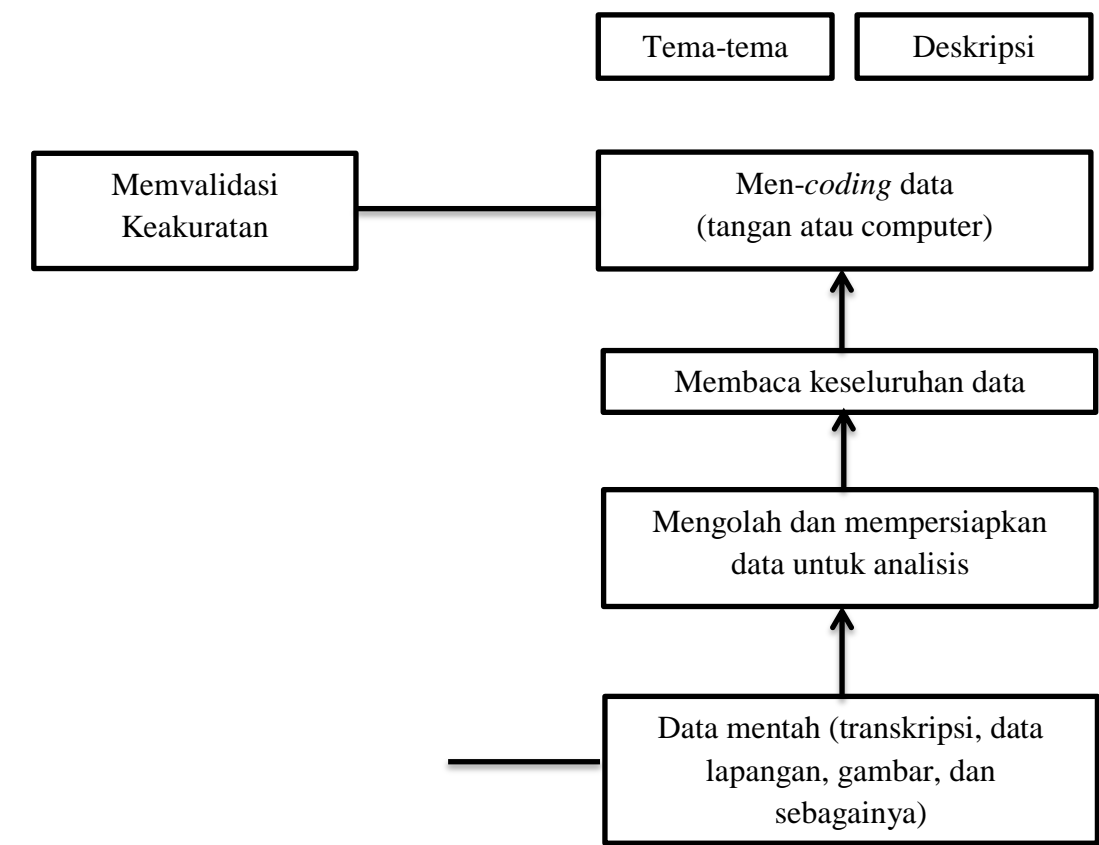 Tema-tema
Deskripsi
Memvalidasi
Keakuratan
Men-coding data
(tangan atau computer)
Membaca keseluruhan data
Mengolah dan mempersiapkan
data untuk analisis
Data mentah (transkripsi, data
lapangan, gambar, dan
sebagainya)